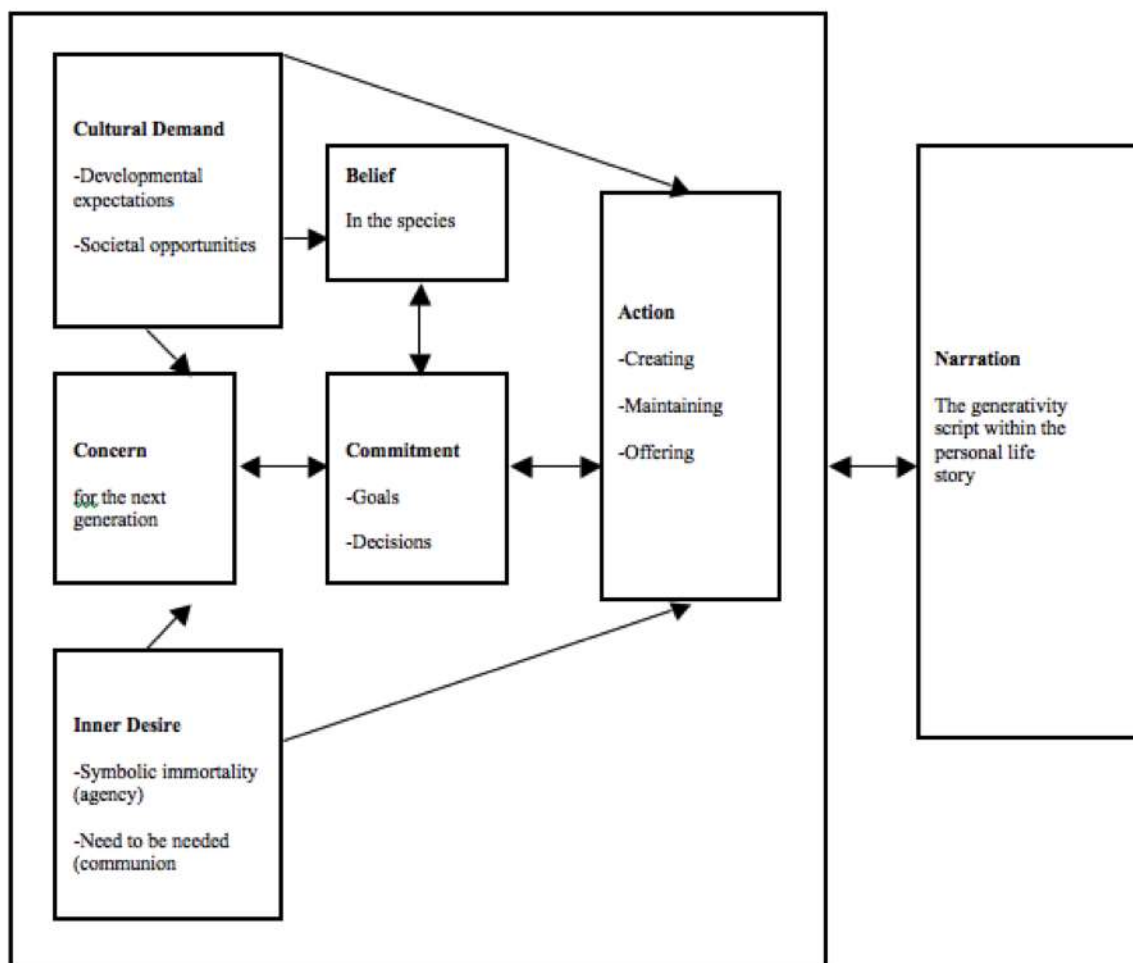 Cultural Demand
-Developmental
expectations
-Societal opportunities
Belief
In the species
Action
-Creating
-Maintaining
-Offering
Narration
The generativity
script within the
personal life
story
Concern
for the next
generation
Commitment
-Goals
-Decisions
Inner Desire
-Symbolic immortality
(agency)
-Need to be needed
(communion